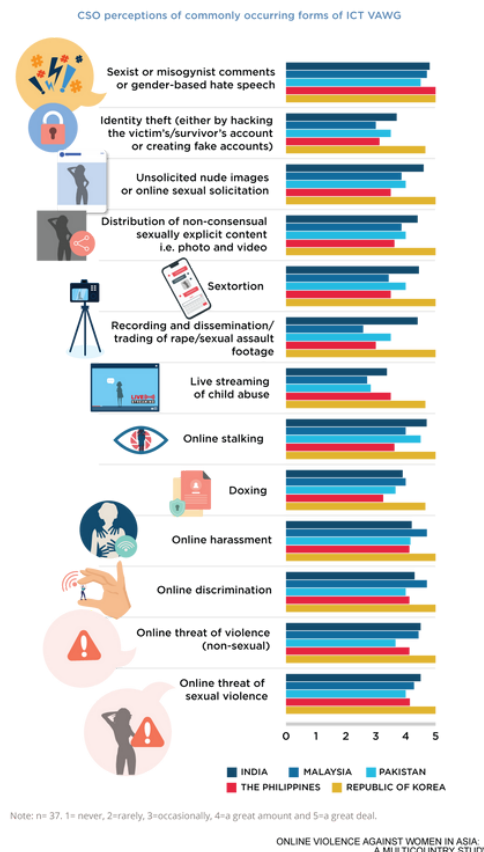 CSO perceptions of commonly occurring forms of ICT VAWG
Sexist or misogynist comments
or gender-based hate speech
Identity theft (either by hacking
the victim's/survivor's account
or creating fake accounts)
Unsolicited nude images
or online sexual solicitation
Distribution of non-consensual
sexually explicit content
i.e. photo and video
Sextortion
Recording and dissemination/
trading of rape/sexual assault
footage
Live streaming
of child abuse
Online stalking
Doxing
Online harassment
Online discrimination
Online threat of violence
(non-sexual)
Online threat of
sexual violence
0 1 2 3 4 5
INDIA MALAYSIA PAKISTAN
THE PHILIPPINES REPUBLIC OF KOREA
Note: n= 37. 1= never, 2=rarely, 3=occasionally, 4=a great amount and 5=a great deal.
ONLINE VIOLENCE AGAINST WOMEN IN ASIA:
A MULTICOUNTRY STUD